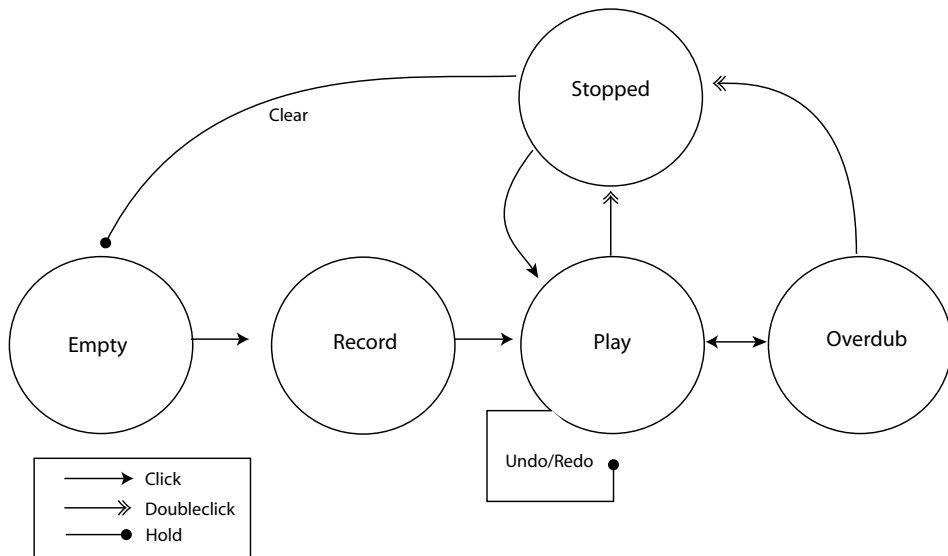 Stopped
Clear
Empty
Record
Play
Overdub
Undo/Redo
Click
Doubleclick
Hold